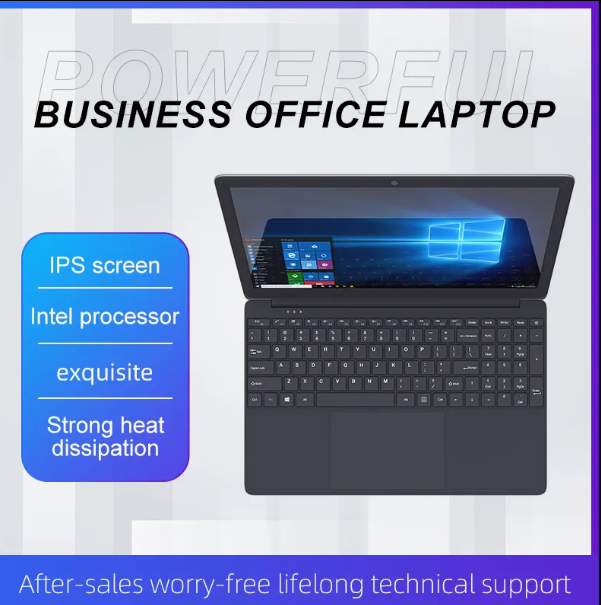 POWERFUL
BUSINESS OFFICE LAPTOP
IPS screen
Intel processor
exquisite
Strong heat
dissipation
After-sales worry-free lifelong technical support